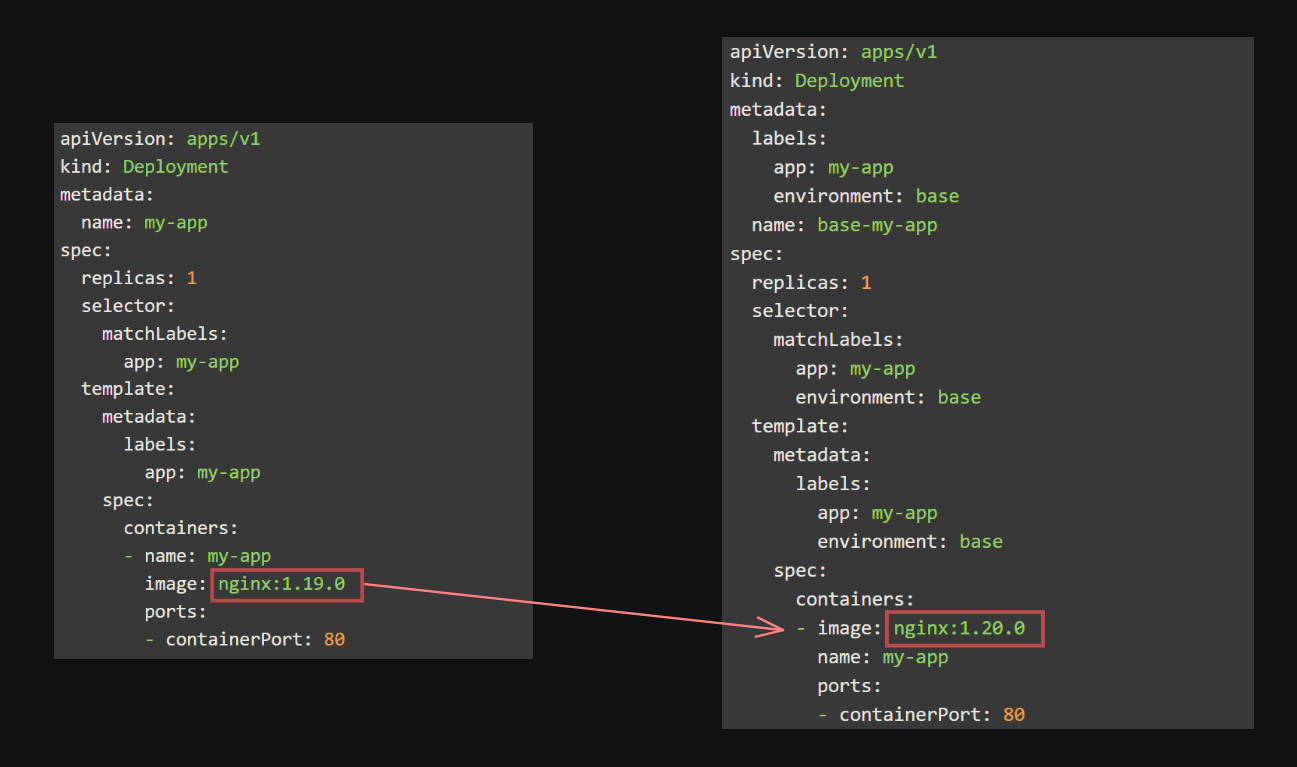 apiVersion: apps/v1
kind: Deployment
metadata:
  name: my-app
spec:
  replicas: 1
  selector:
    matchLabels:
      app: my-app
  template:
    metadata:
      labels:
        app: my-app
    spec:
      containers:
      - name: my-app
        image: nginx:1.19.0
        ports:
        - containerPort: 80
apiVersion: apps/v1
kind: Deployment
metadata:
  labels:
    app: my-app
    environment: base
  name: base-my-app
spec:
  replicas: 1
  selector:
    matchLabels:
      app: my-app
      environment: base
  template:
    metadata:
      labels:
        app: my-app
        environment: base
    spec:
      containers:
      - image: nginx:1.20.0
        name: my-app
        ports:
        - containerPort: 80